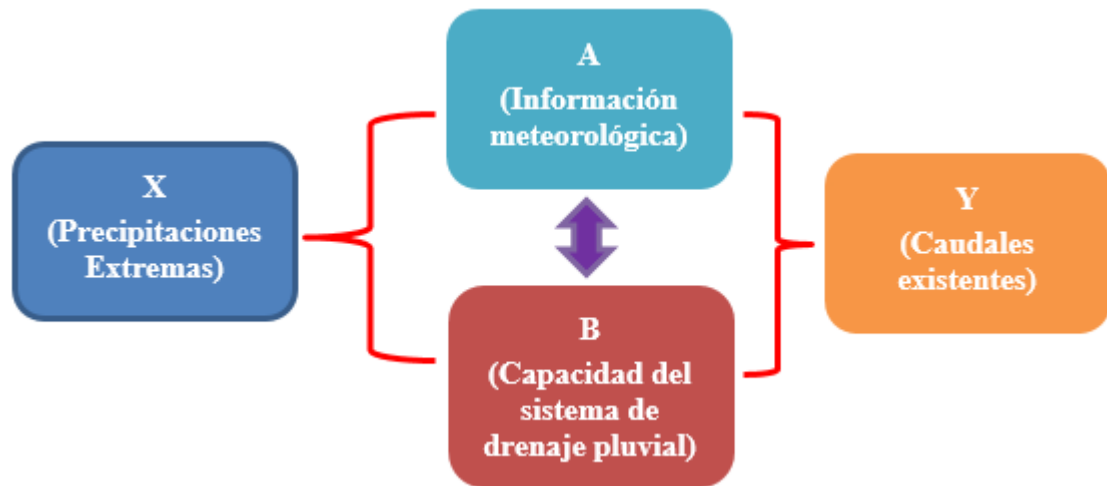 X
(Precipitaciones
Extremas)
A
(Información
meteorológica)
B
(Capacidad del
sistema de
drenaje pluvial)
Y
(Caudales
existentes)